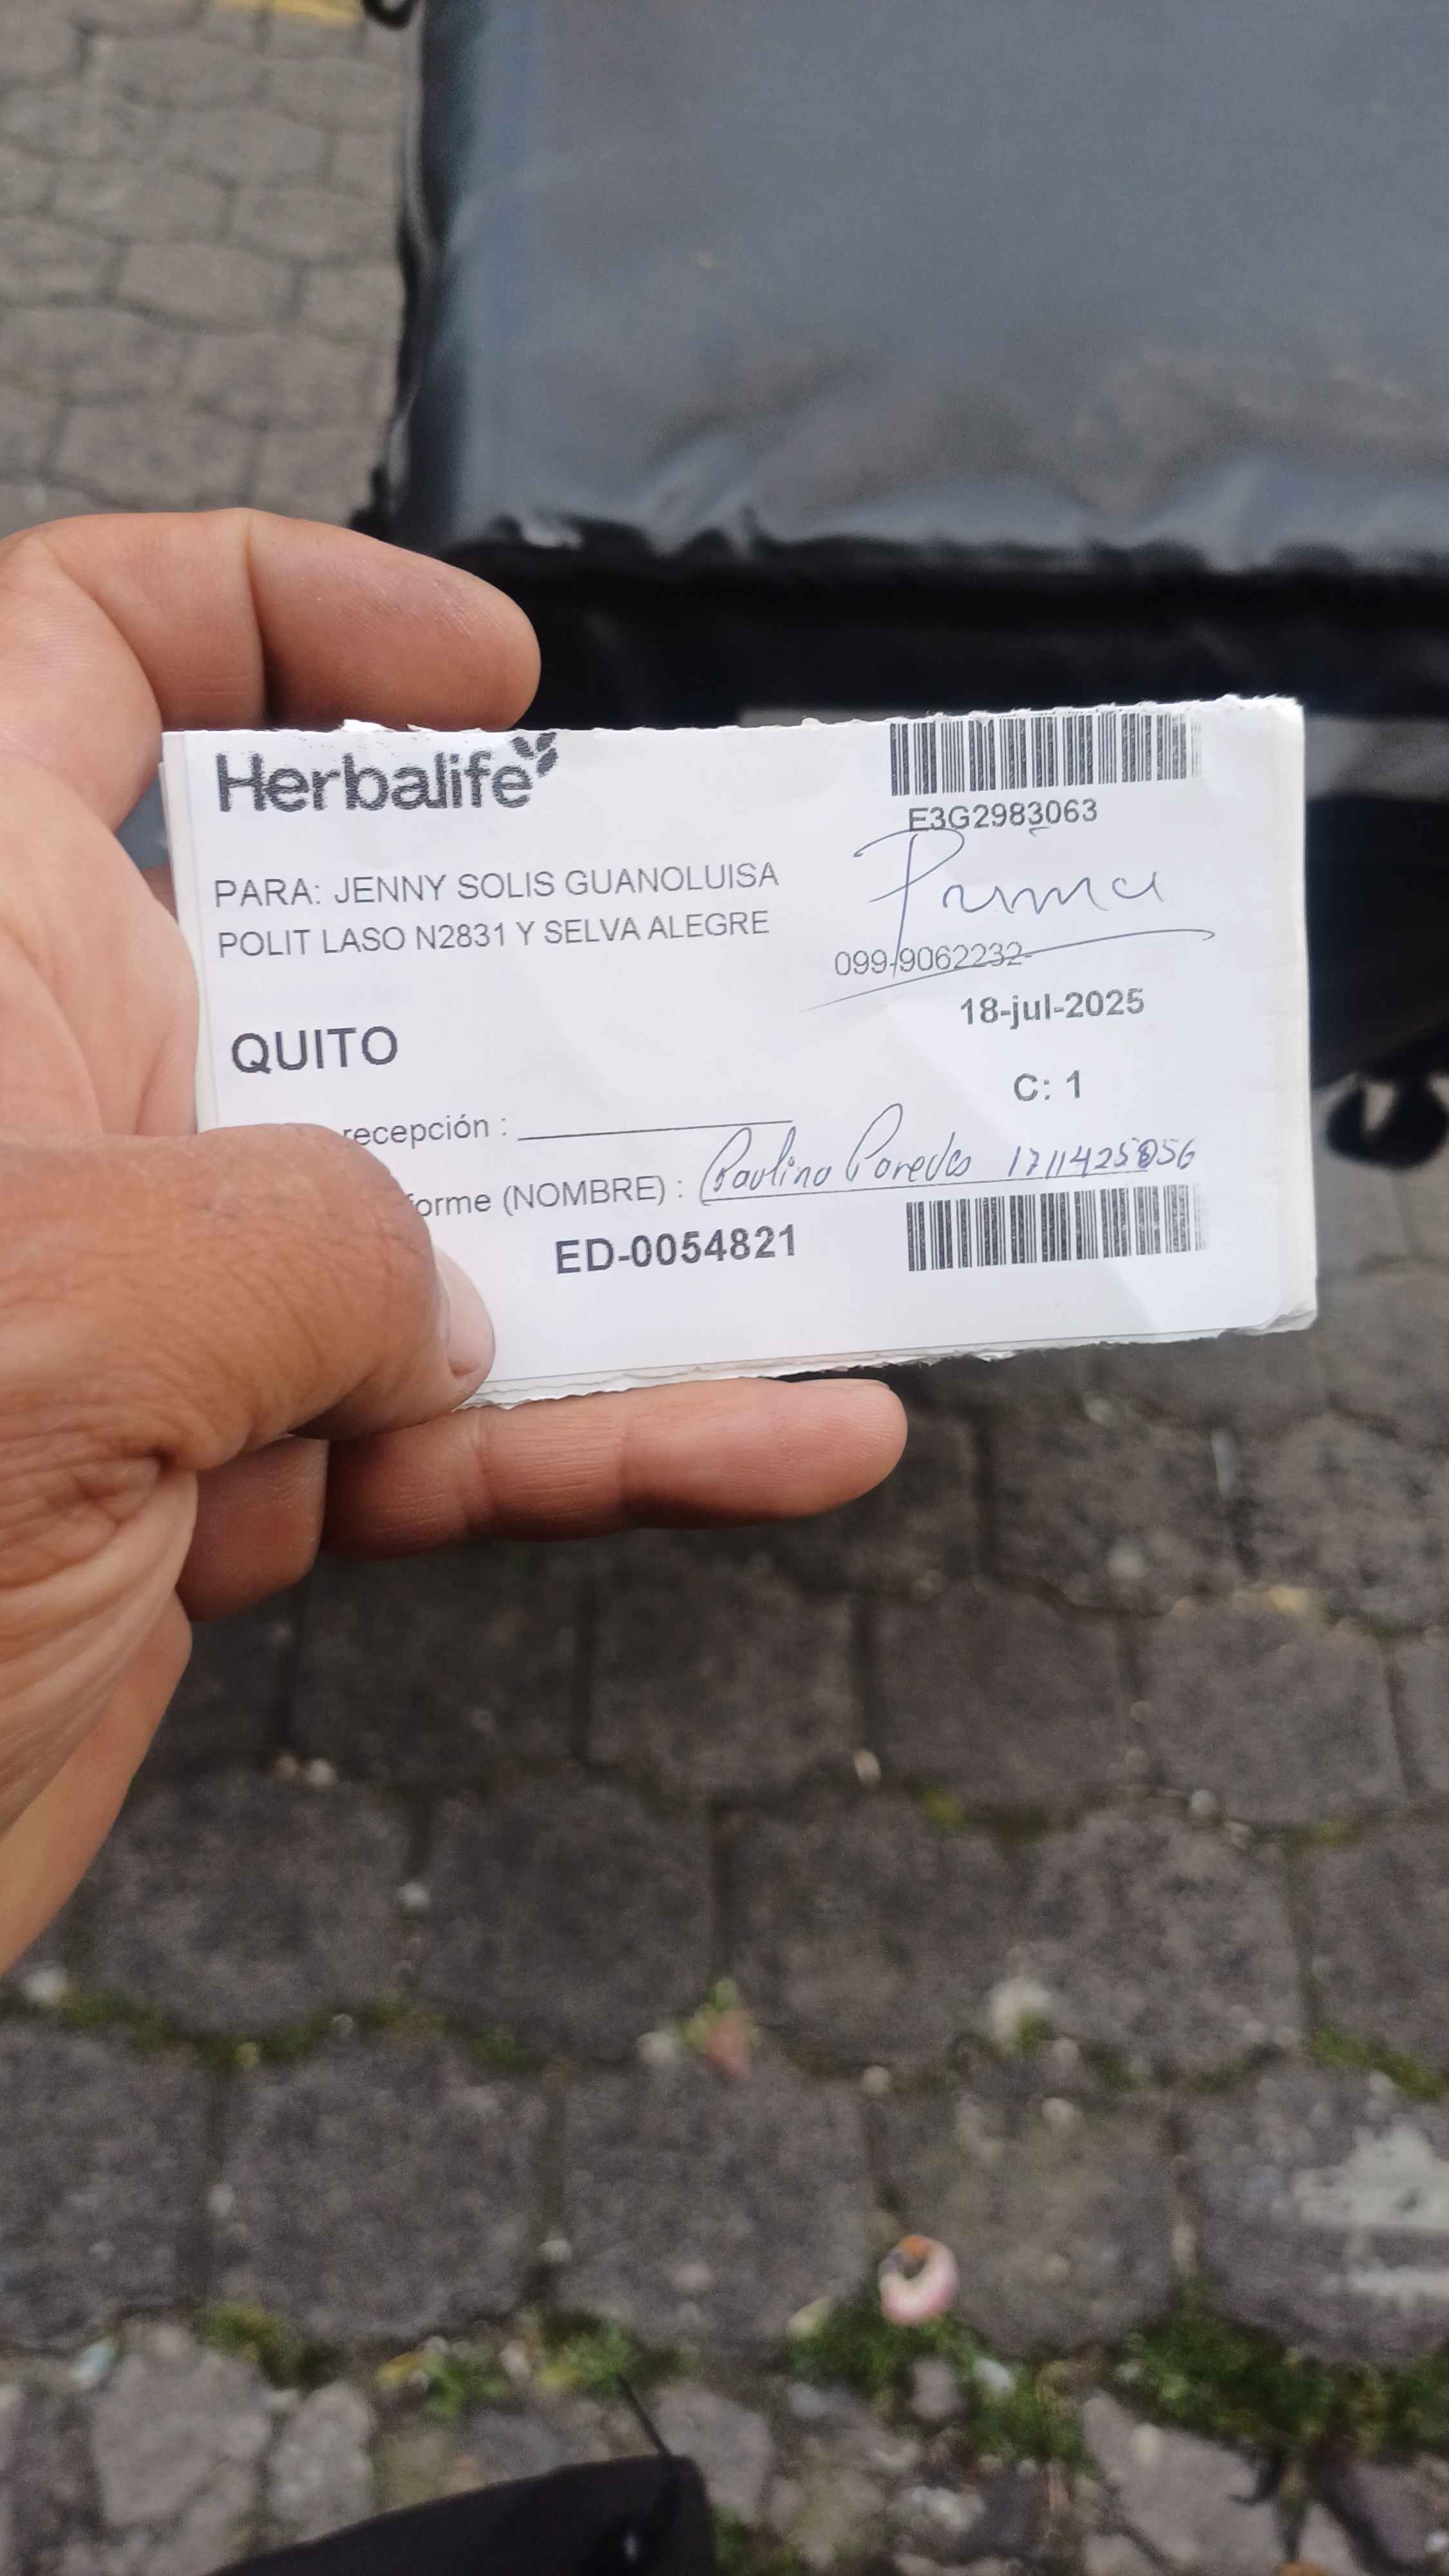 Herbalife
E3G2983063
Prima
PARA: JENNY SOLIS GUANOLUISA
POLIT LASO N2831 Y SELVA ALEGRE
099-9062232
18-jul-2025
QUITO
C: 1
recepción :
forme (NOMBRE) : Paulina Paredes 1711425856
ED-0054821